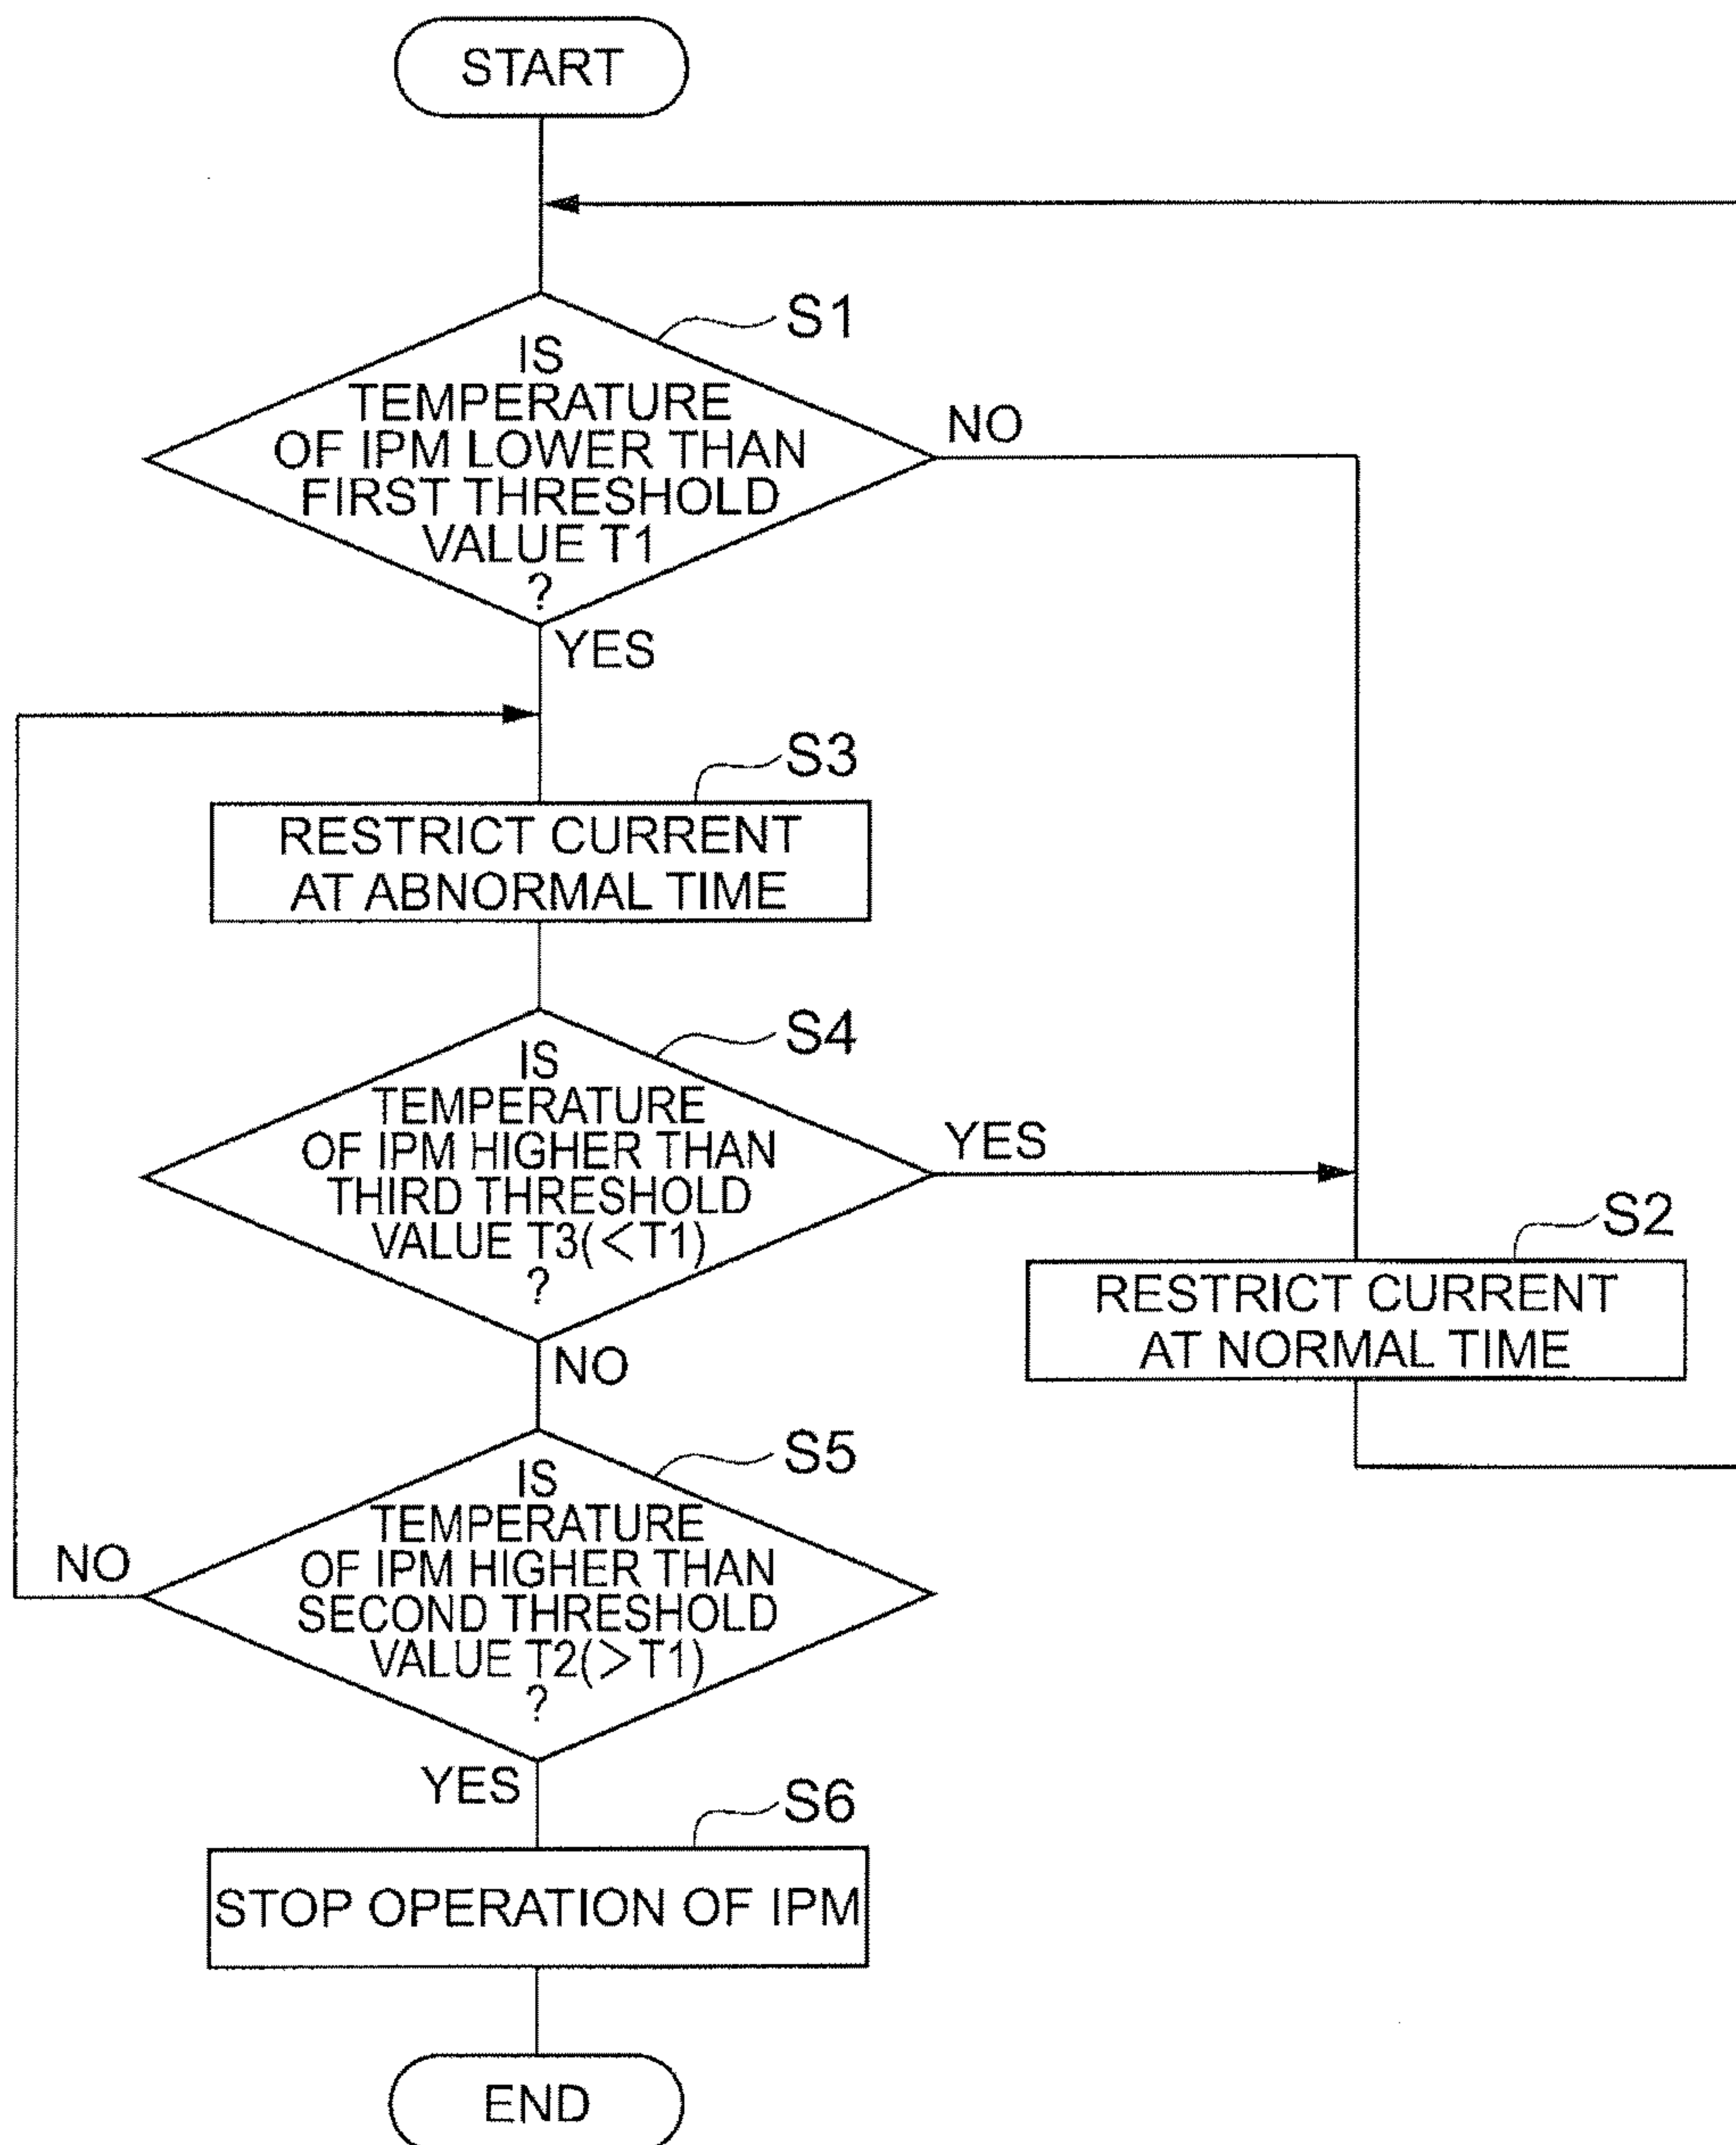 START
S1
IS
TEMPERATURE
OF IPM LOWER THAN
FIRST THRESHOLD
VALUE T1
?
NO
YES
S3
RESTRICT CURRENT
AT ABNORMAL TIME
S4
IS
TEMPERATURE
OF IPM HIGHER THAN
THIRD THRESHOLD
VALUE T3(<T1)
?
YES
S2
RESTRICT CURRENT
AT NORMAL TIME
NO
S5
IS
TEMPERATURE
OF IPM HIGHER THAN
SECOND THRESHOLD
VALUE T2(>T1)
?
NO
YES
S6
STOP OPERATION OF IPM
END